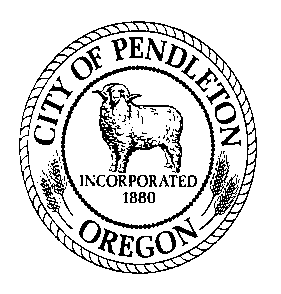 CITY OF PENDLETON
INCORPORATED
1880
OREGON